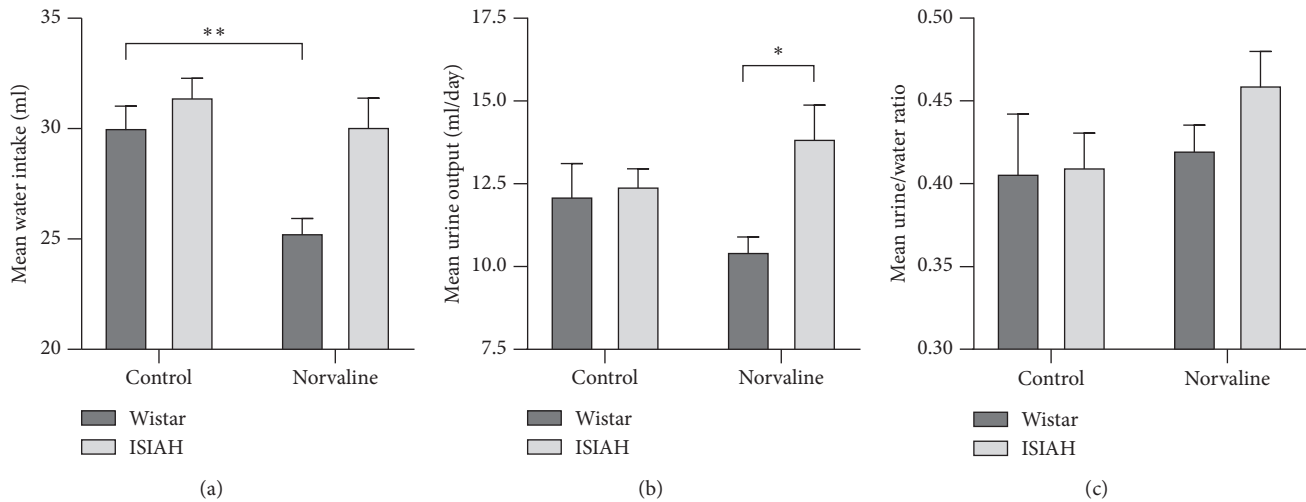 35
30
25
20
Mean water intake (ml)
**
Control
Norvaline
Wistar
ISIAH
(a)
17.5
15.0
12.5
10.0
7.5
Mean urine output (ml/day)
*
Control
Norvaline
Wistar
ISIAH
(b)
0.50
0.45
0.40
0.35
0.30
Mean urine/water ratio
Control
Norvaline
Wistar
ISIAH
(c)